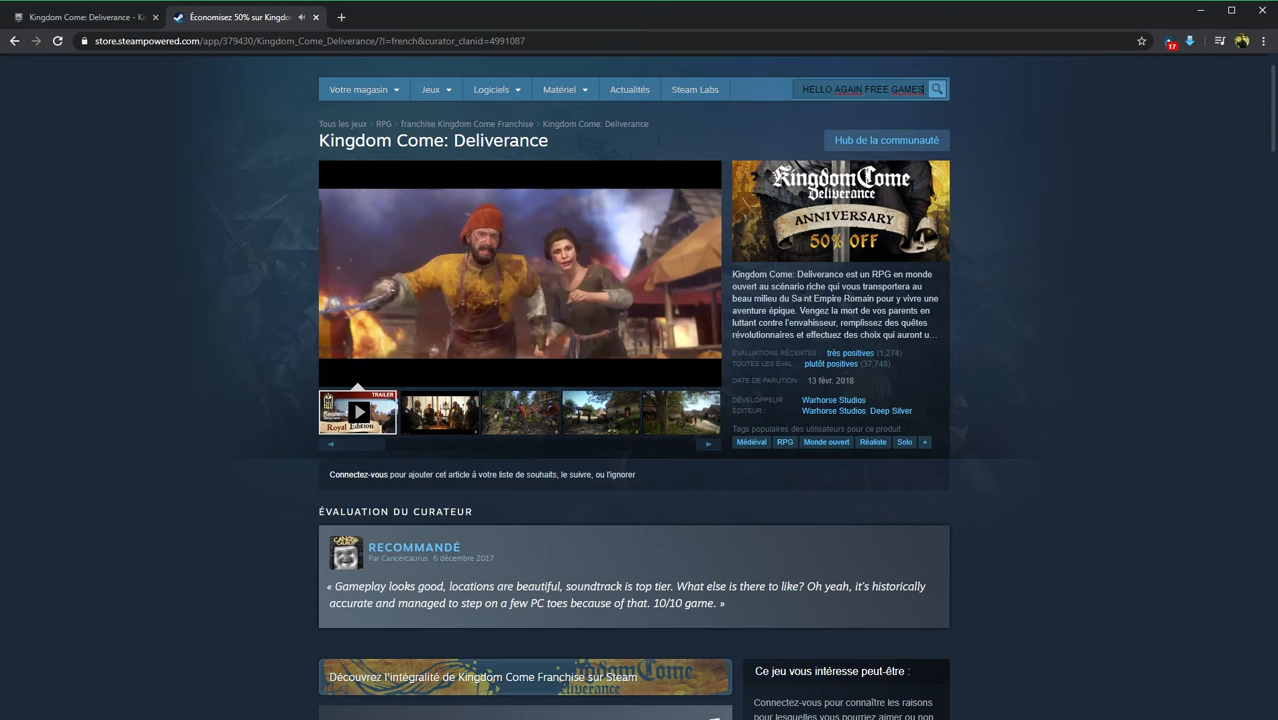 Kingdom Come: Deliverance - Ki
Économisez 50% sur Kingdo
store.steampowered.com/app/379430/Kingdom_Come_Deliverance/?l=french&curator_clanid=4991087
17
Votre magasin Jeux Logiciels Matériel Actualités Steam Labs HELLO AGAIN FREE GAMES
Tous les jeux > RPG > franchise Kingdom Come Franchise > Kingdom Come: Deliverance
Kingdom Come: Deliverance
Hub de la communauté
Kingdom Come
Deliverance
ANNIVERSARY
50% OFF
Kingdom Come: Deliverance est un RPG en monde
ouvert au scénario riche qui vous transportera au
beau milieu du Sa nt Empire Romain pour y vivre une
aventure épique. Vengez la mort de vos parents en
luttant contre l'envahisseur, remplissez des quêtes
révolutionnaires et effectuez des choix qui auront u...
ÉVALUATIONS RÉCENTES : très positives (1,274)
TOUTES LES ÉVAL. : plutôt positives (37,748)
DATE DE PARUTION : 13 févr. 2018
DÉVELOPPEUR : Warhorse Studios
ÉDITEUR : Warhorse Studios, Deep Silver
Tags populaires des utilisateurs pour ce produit :
Médiéval RPG Monde ouvert Réaliste Solo +
TRAILER
Royal Edition
Connectez-vous pour ajouter cet article à votre liste de souhaits, le suivre, ou l'ignorer
ÉVALUATION DU CURATEUR
CANCER
RECOMMANDÉ
Par Cancercaurus 6 décembre 2017
« Gameplay looks good, locations are beautiful, soundtrack is top tier. What else is there to like? Oh yeah, it's historically
accurate and managed to step on a few PC toes because of that. 10/10 game. »
Découvrez l'intégralité de Kingdom Come Franchise sur Steam
Ce jeu vous intéresse peut-être :
Connectez-vous pour connaître les raisons
pour lesquelles vous pourriez aimer ou non